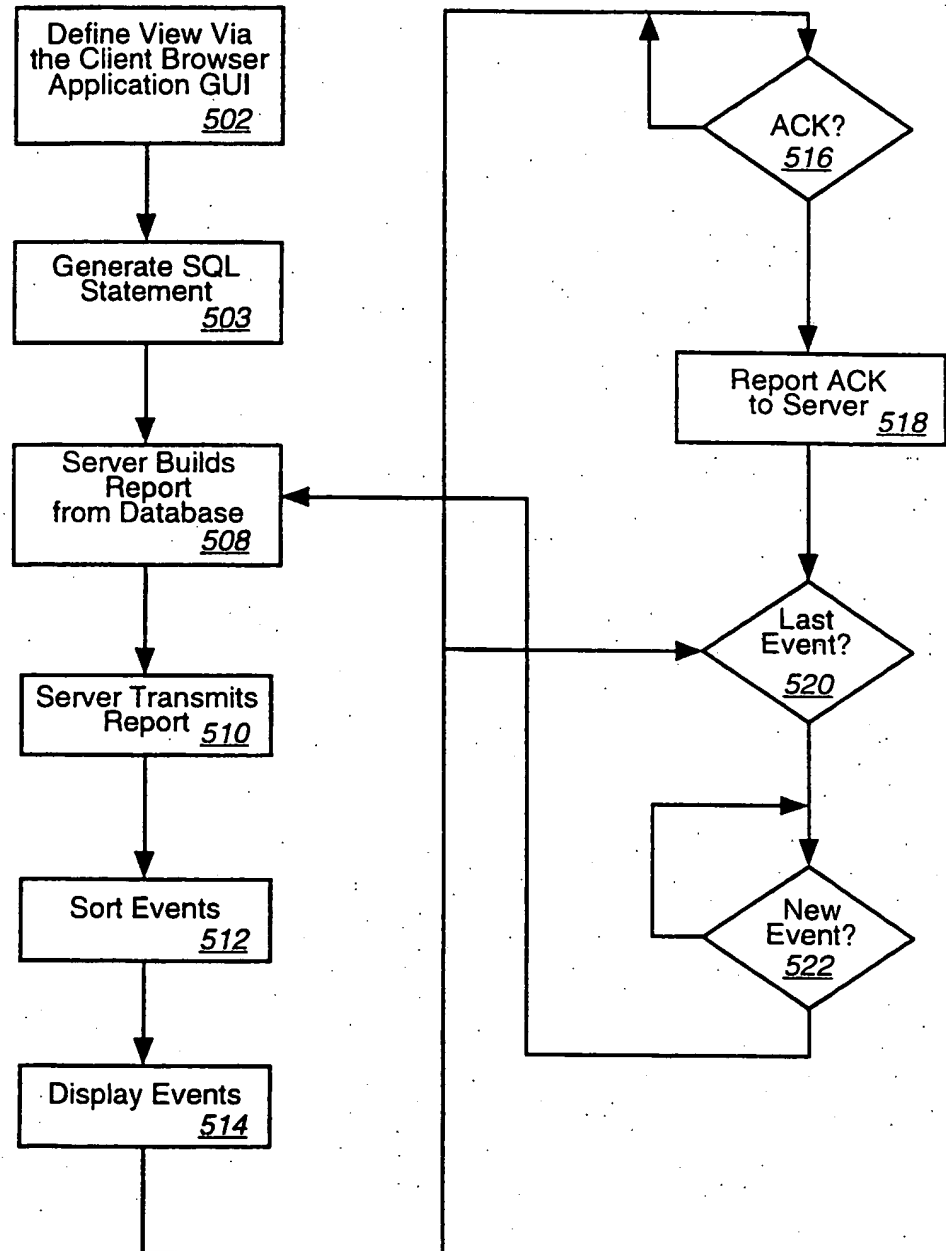 Define View Via
the Client Browser
Application GUI
502
Generate SQL
Statement
503
Server Builds
Report
from Database
508
Server Transmits
Report 510
Sort Events
512
Display Events
514
ACK?
516
Report ACK
to Server
518
Last
Event?
520
New
Event?
522